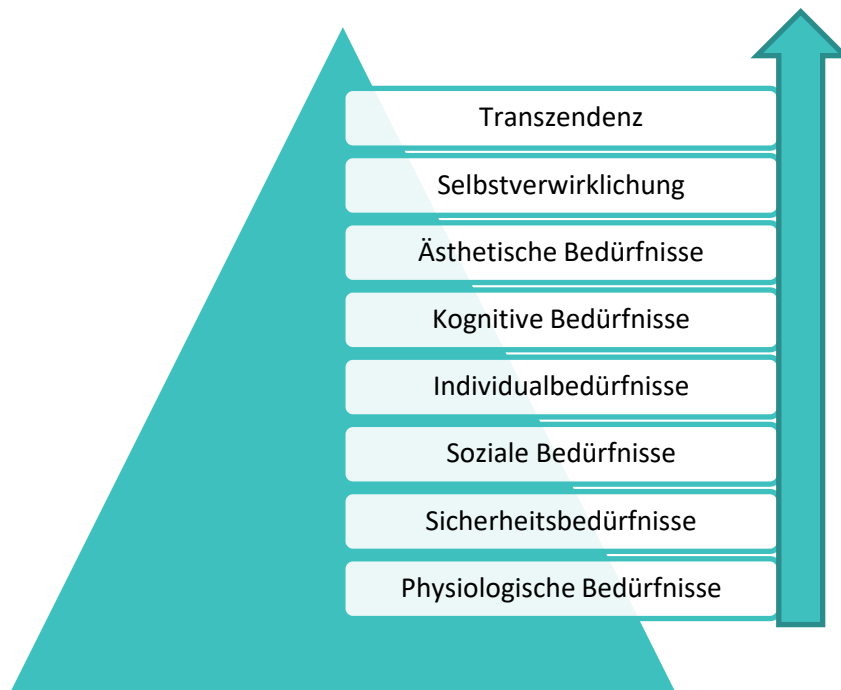 Transzendenz
Selbstverwirklichung
Ästhetische Bedürfnisse
Kognitive Bedürfnisse
Individualbedürfnisse
Soziale Bedürfnisse
Sicherheitsbedürfnisse
Physiologische Bedürfnisse